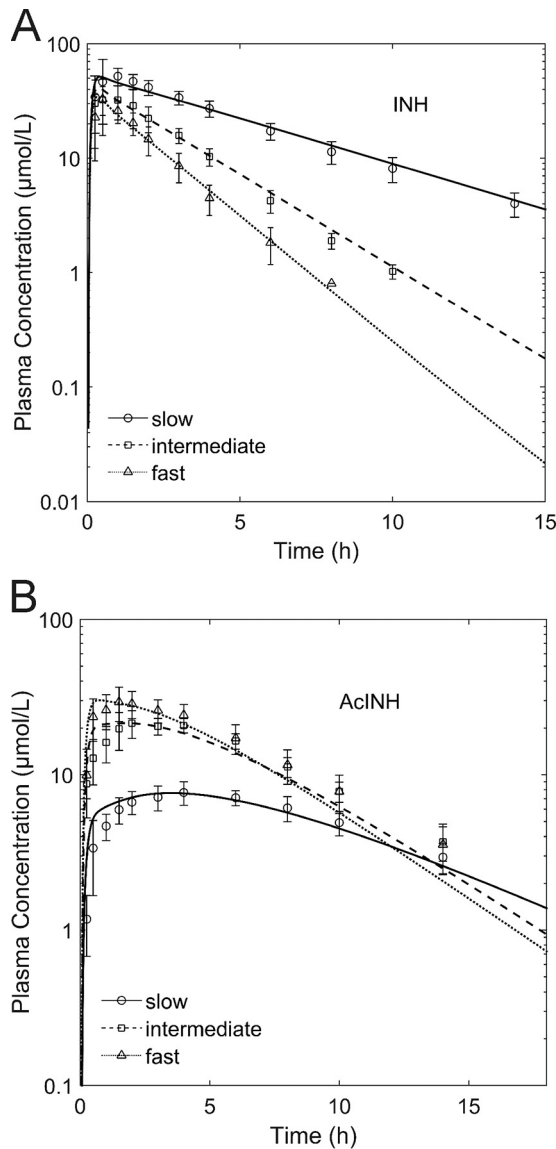 A
100
10
1
0.1
0.01
Plasma Concentration (μmol/L)
INH
slow
intermediate
fast
0
5
10
15
Time (h)
B
100
10
1
0.1
Plasma Concentration (μmol/L)
AcINH
slow
intermediate
fast
0
5
10
15
Time (h)